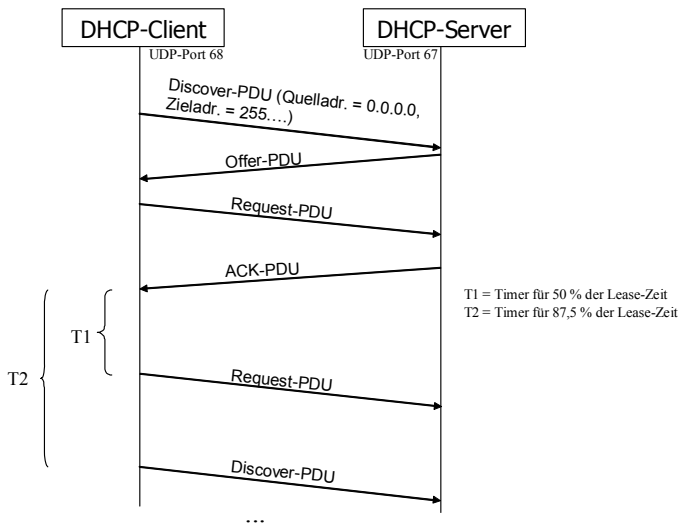 DHCP-Client
DHCP-Server
UDP-Port 68
UDP-Port 67
Discover-PDU (Quelladr. = 0.0.0.0,
Zieladr. = 255....)
Offer-PDU
Request-PDU
ACK-PDU
T1 = Timer für 50 % der Lease-Zeit
T2 = Timer für 87,5 % der Lease-Zeit
T1
T2
Request-PDU
Discover-PDU
...